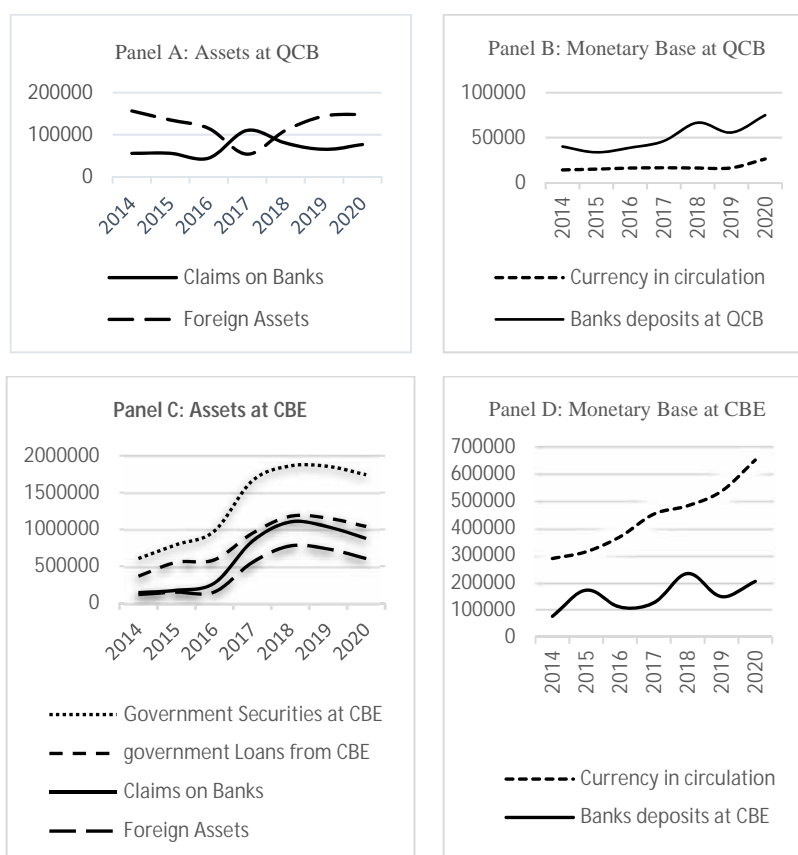 Panel A: Assets at QCB
200000
100000
0
2014 2015 2016 2017 2018 2019 2020
Claims on Banks
Foreign Assets
Panel B: Monetary Base at QCB
100000
50000
0
2014 2015 2016 2017 2018 2019 2020
Currency in circulation
Banks deposits at QCB
Panel C: Assets at CBE
2000000
1500000
1000000
500000
0
2014 2015 2016 2017 2018 2019 2020
Government Securities at CBE
government Loans from CBE
Claims on Banks
Foreign Assets
Panel D: Monetary Base at CBE
700000
600000
500000
400000
300000
200000
100000
0
2014 2015 2016 2017 2018 2019 2020
Currency in circulation
Banks deposits at CBE